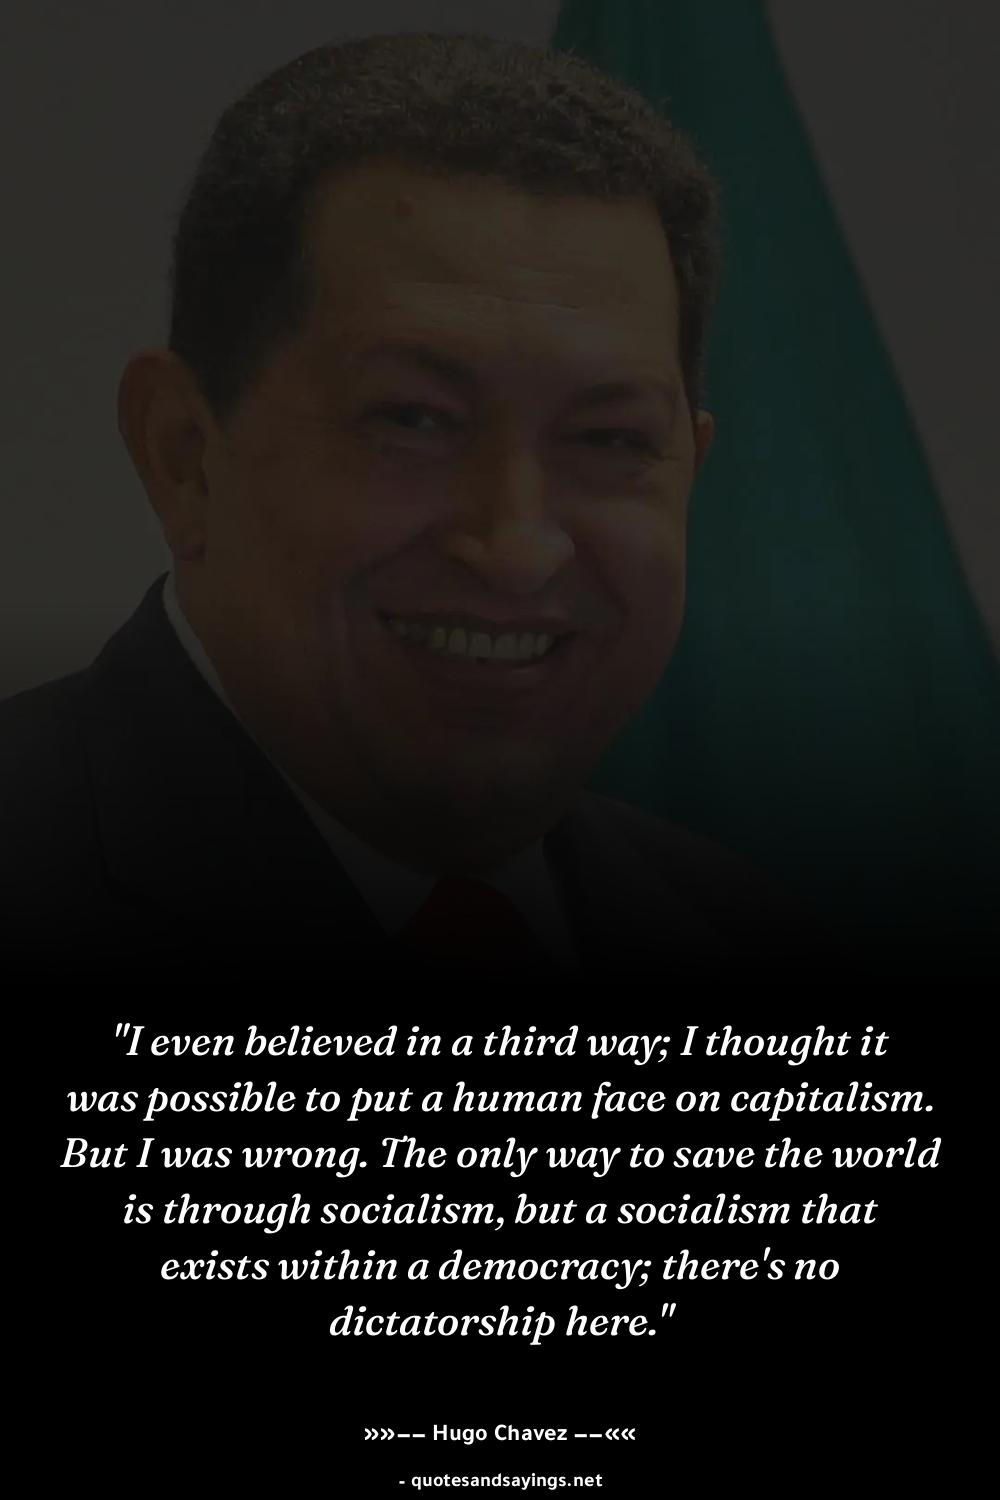 "I even believed in a third way; I thought it
was possible to put a human face on capitalism.
But I was wrong. The only way to save the world
is through socialism, but a socialism that
exists within a democracy; there's no
dictatorship here."
»»−− Hugo Chavez −−««
- quotesandsayings.net